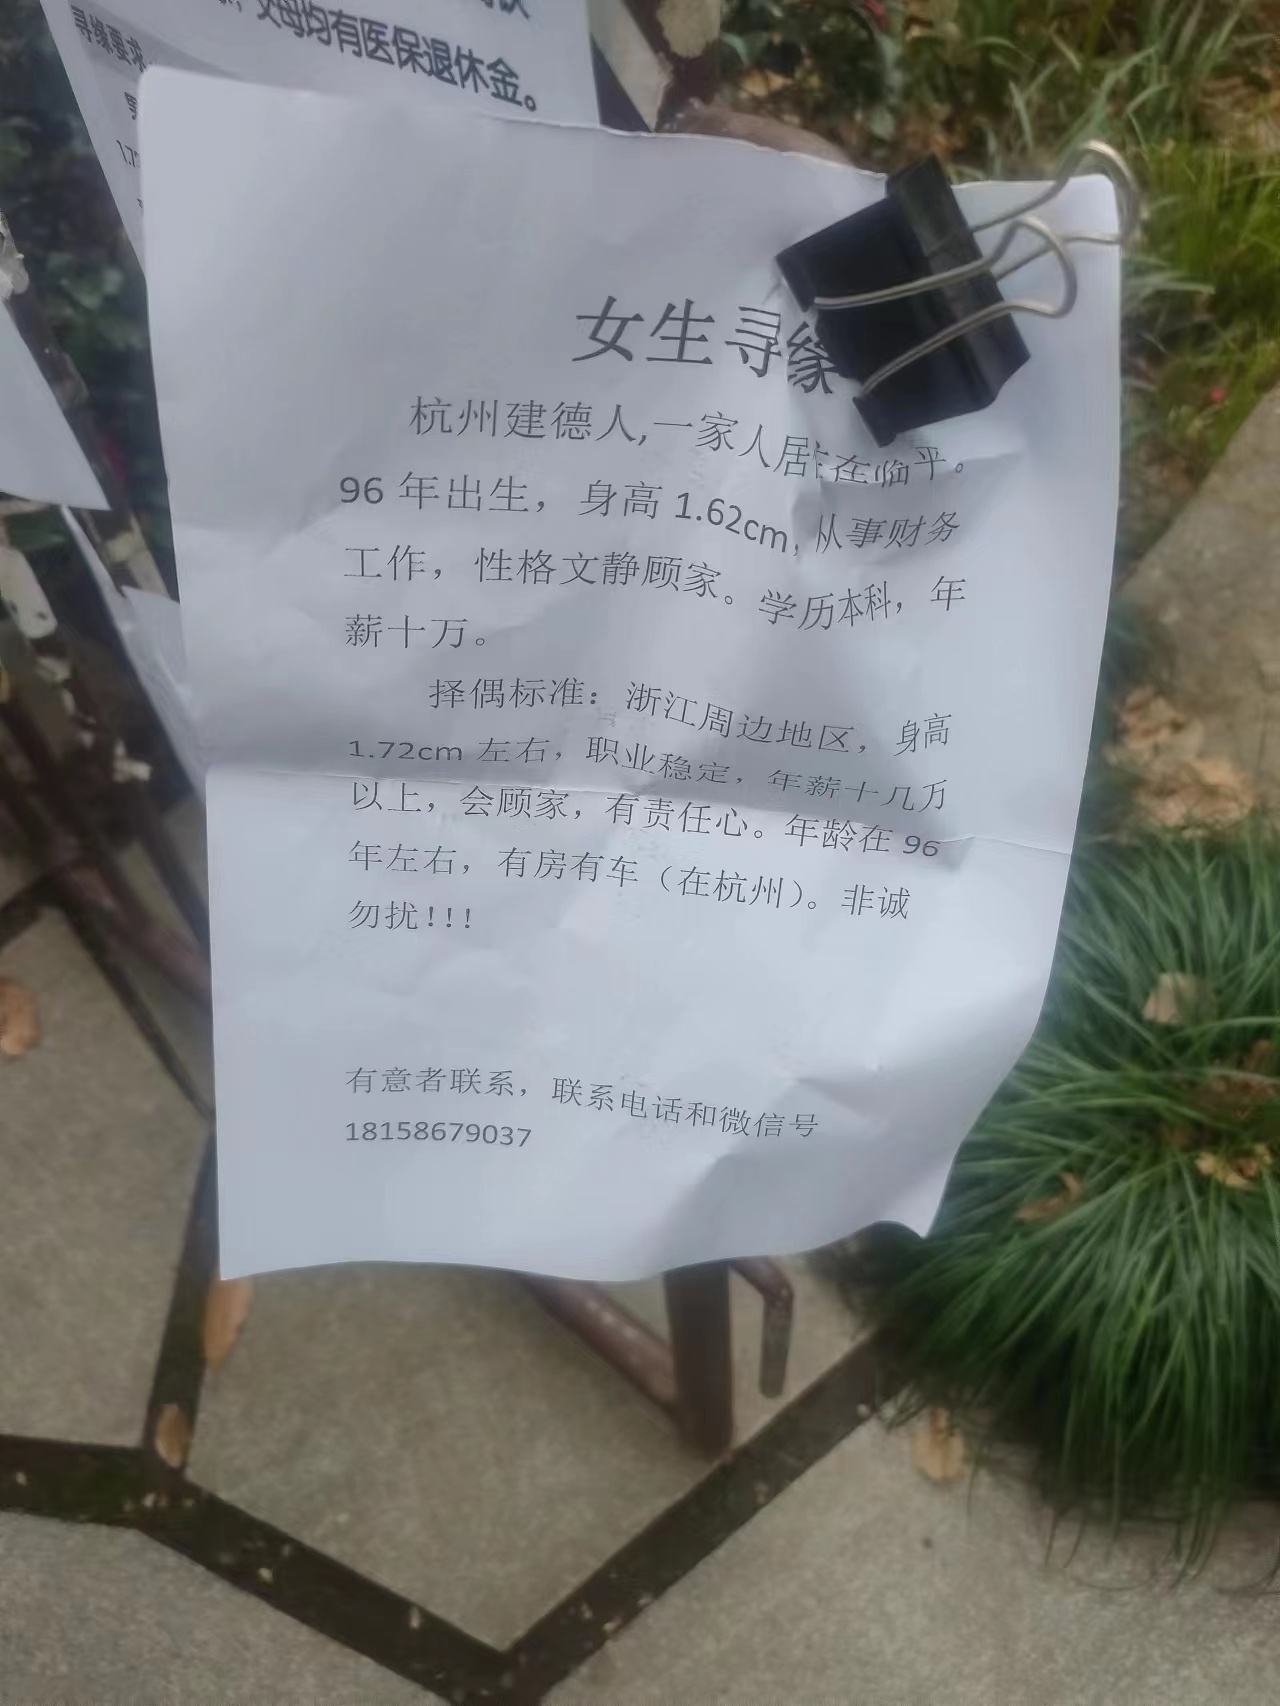 父母均有医保退休金。
寻缘要求
女生寻缘
杭州建德人,一家人居住在临平。
96 年出生，身高 1.62cm, 从事财务
工作，性格文静顾家。学历本科，年
薪十万。
择偶标准：浙江周边地区，身高
1.72cm 左右，职业稳定，年薪十几万
以上，会顾家，有责任心。年龄在 96
年左右，有房有车（在杭州）。非诚
勿扰!!!
有意者联系，联系电话和微信号
18158679037